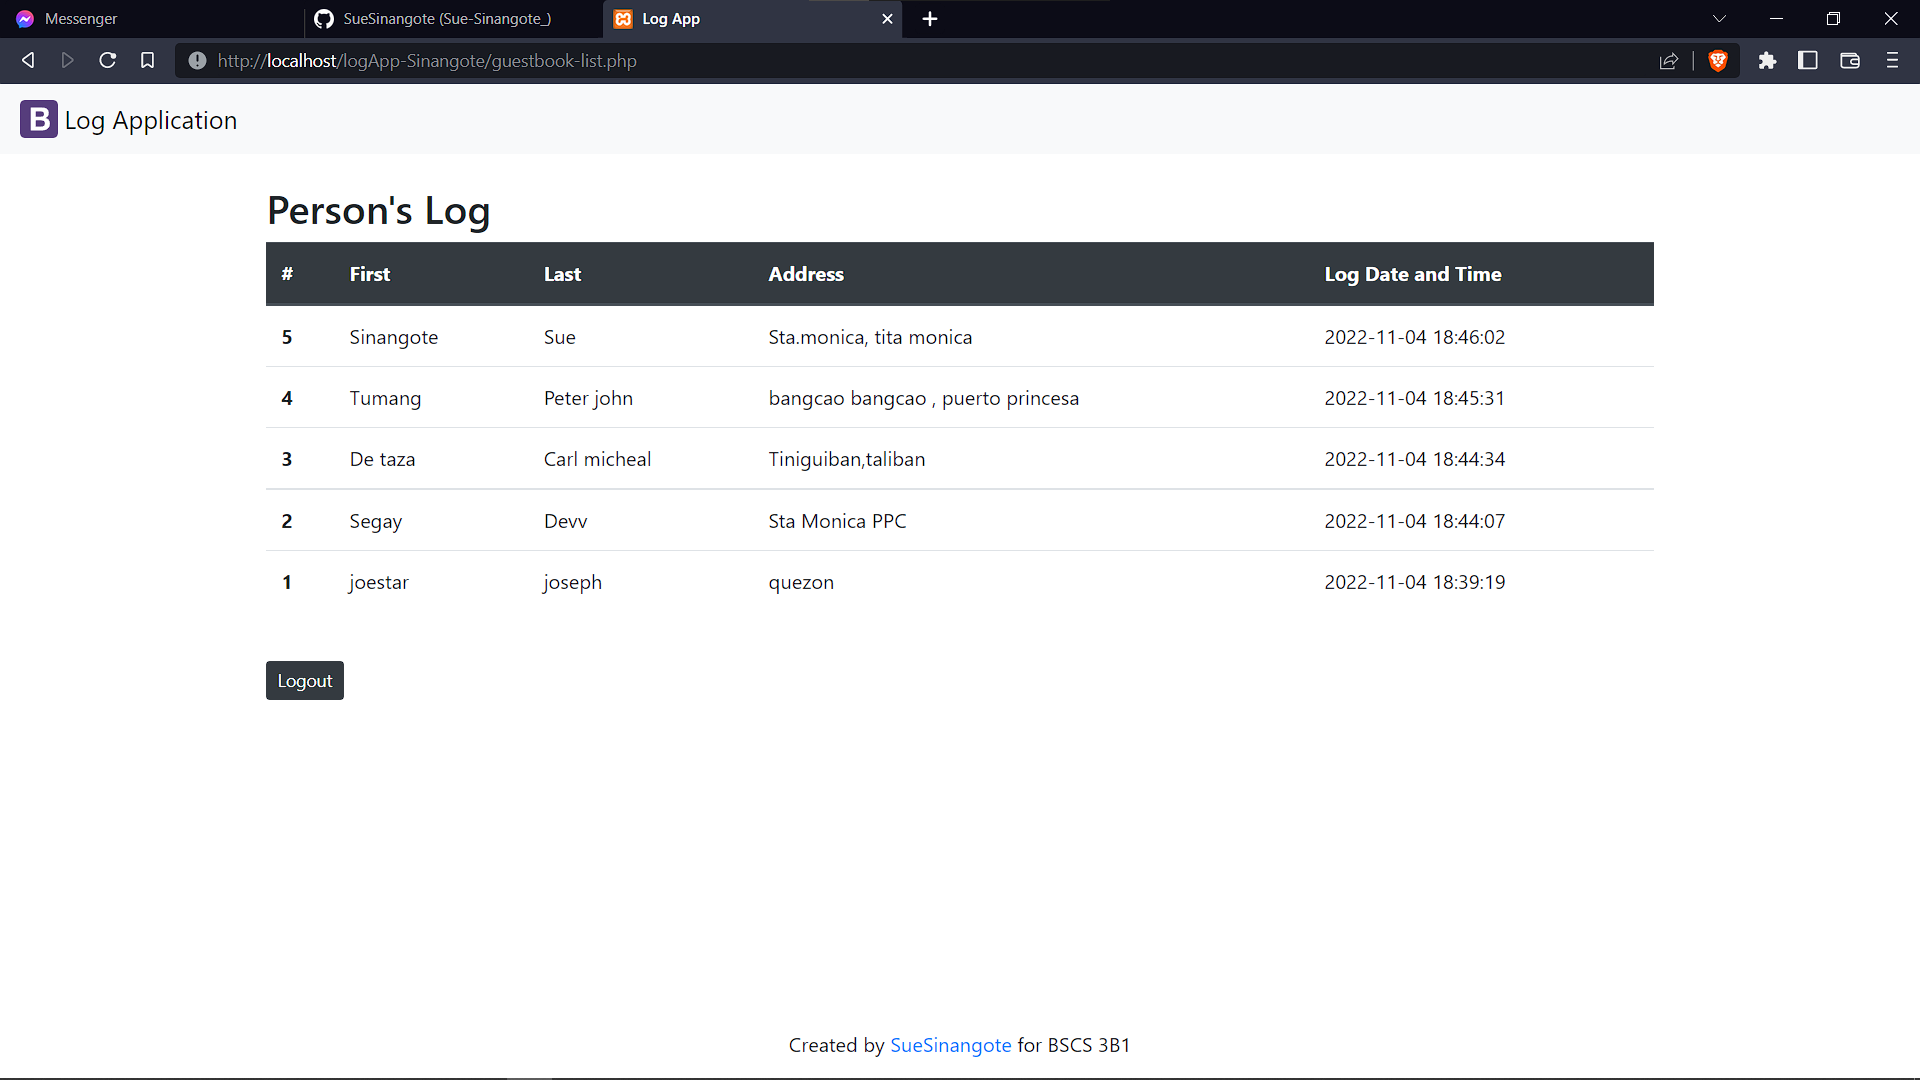 Messenger
SueSinangote (Sue-Sinangote_)
Log App
http://localhost/logApp-Sinangote/guestbook-list.php
B Log Application
Person's Log
# First Last Address Log Date and Time
5 Sinangote Sue Sta.monica, tita monica 2022-11-04 18:46:02
4 Tumang Peter john bangcao bangcao , puerto princesa 2022-11-04 18:45:31
3 De taza Carl micheal Tiniguiban,taliban 2022-11-04 18:44:34
2 Segay Devv Sta Monica PPC 2022-11-04 18:44:07
1 joestar joseph quezon 2022-11-04 18:39:19
Logout
Created by SueSinangote for BSCS 3B1